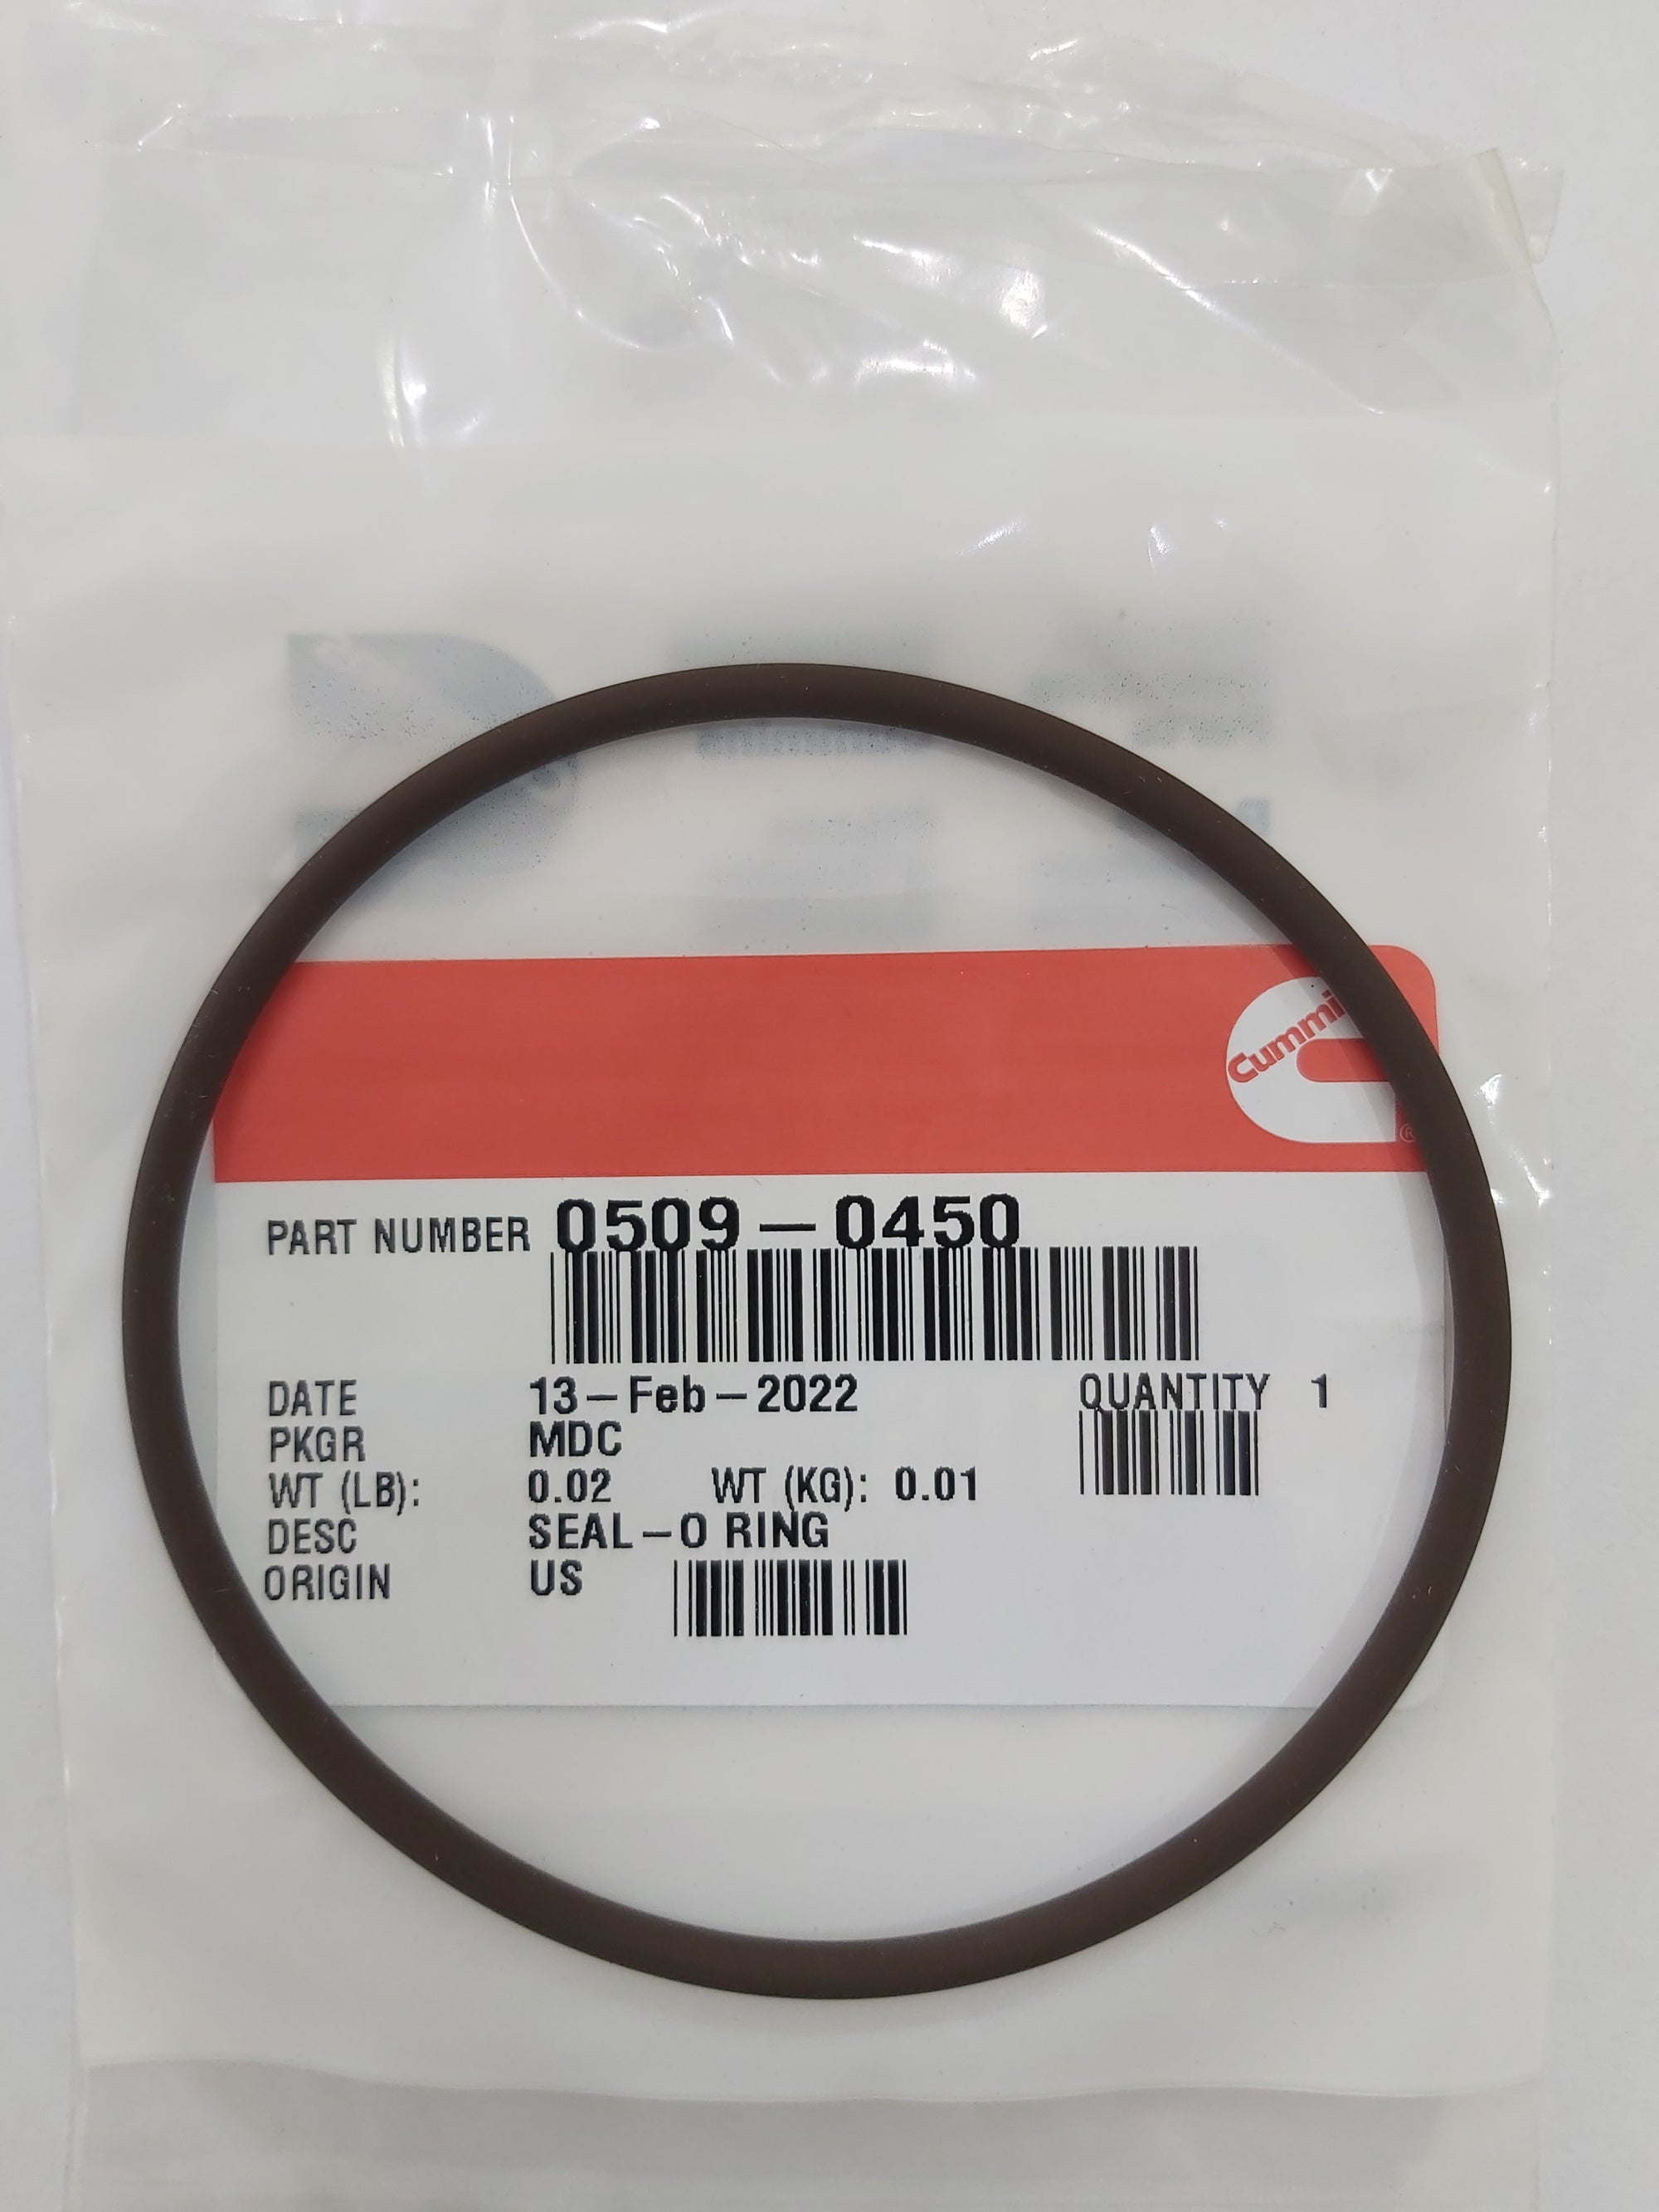 Cummi
®
PART NUMBER 0509-0450
DATE 13-Feb-2022 QUANTITY 1
PKGR MDC
WT (LB): 0.02 WT (KG): 0.01
DESC SEAL-O RING
ORIGIN US